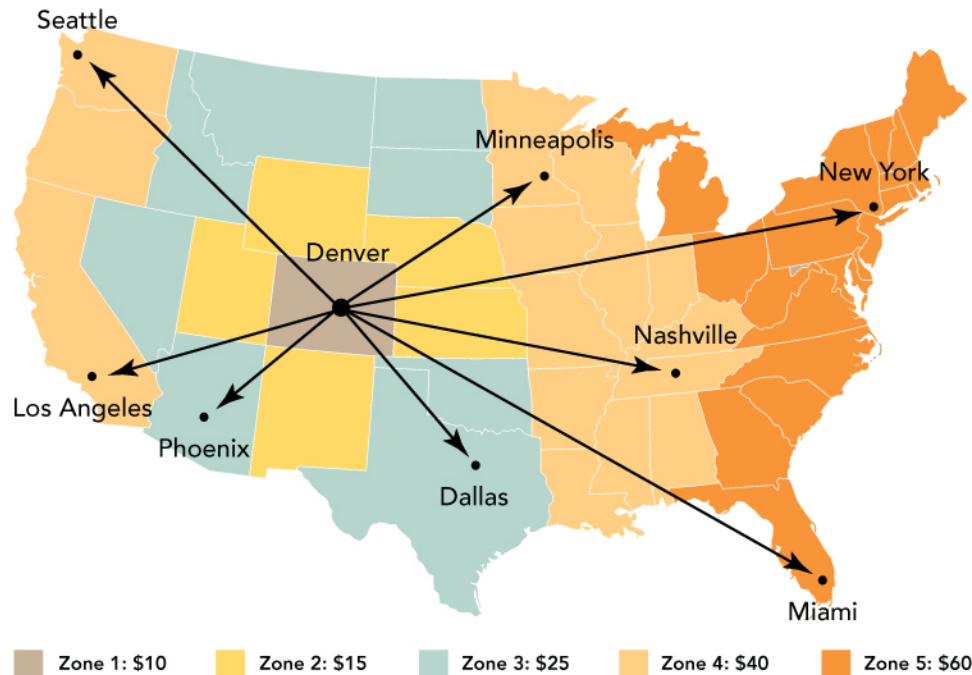 Seattle
Minneapolis
New York
Denver
Nashville
Los Angeles
Phoenix
Dallas
Miami
Zone 1: $10
Zone 2: $15
Zone 3: $25
Zone 4: $40
Zone 5: $60